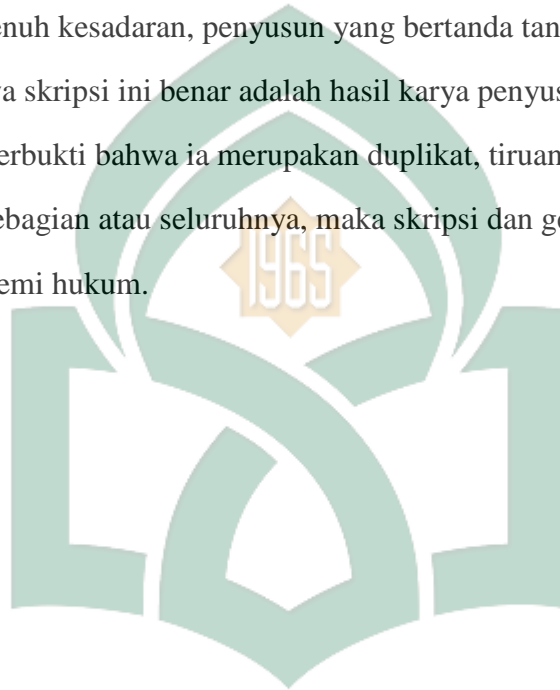 enuh kesadaran, penyusun yang bertanda tan
a skripsi ini benar adalah hasil karya penyus
erbukti bahwa ia merupakan duplikat, tiruan
ebagian atau seluruhnya, maka skripsi dan ge
emi hukum.
1965